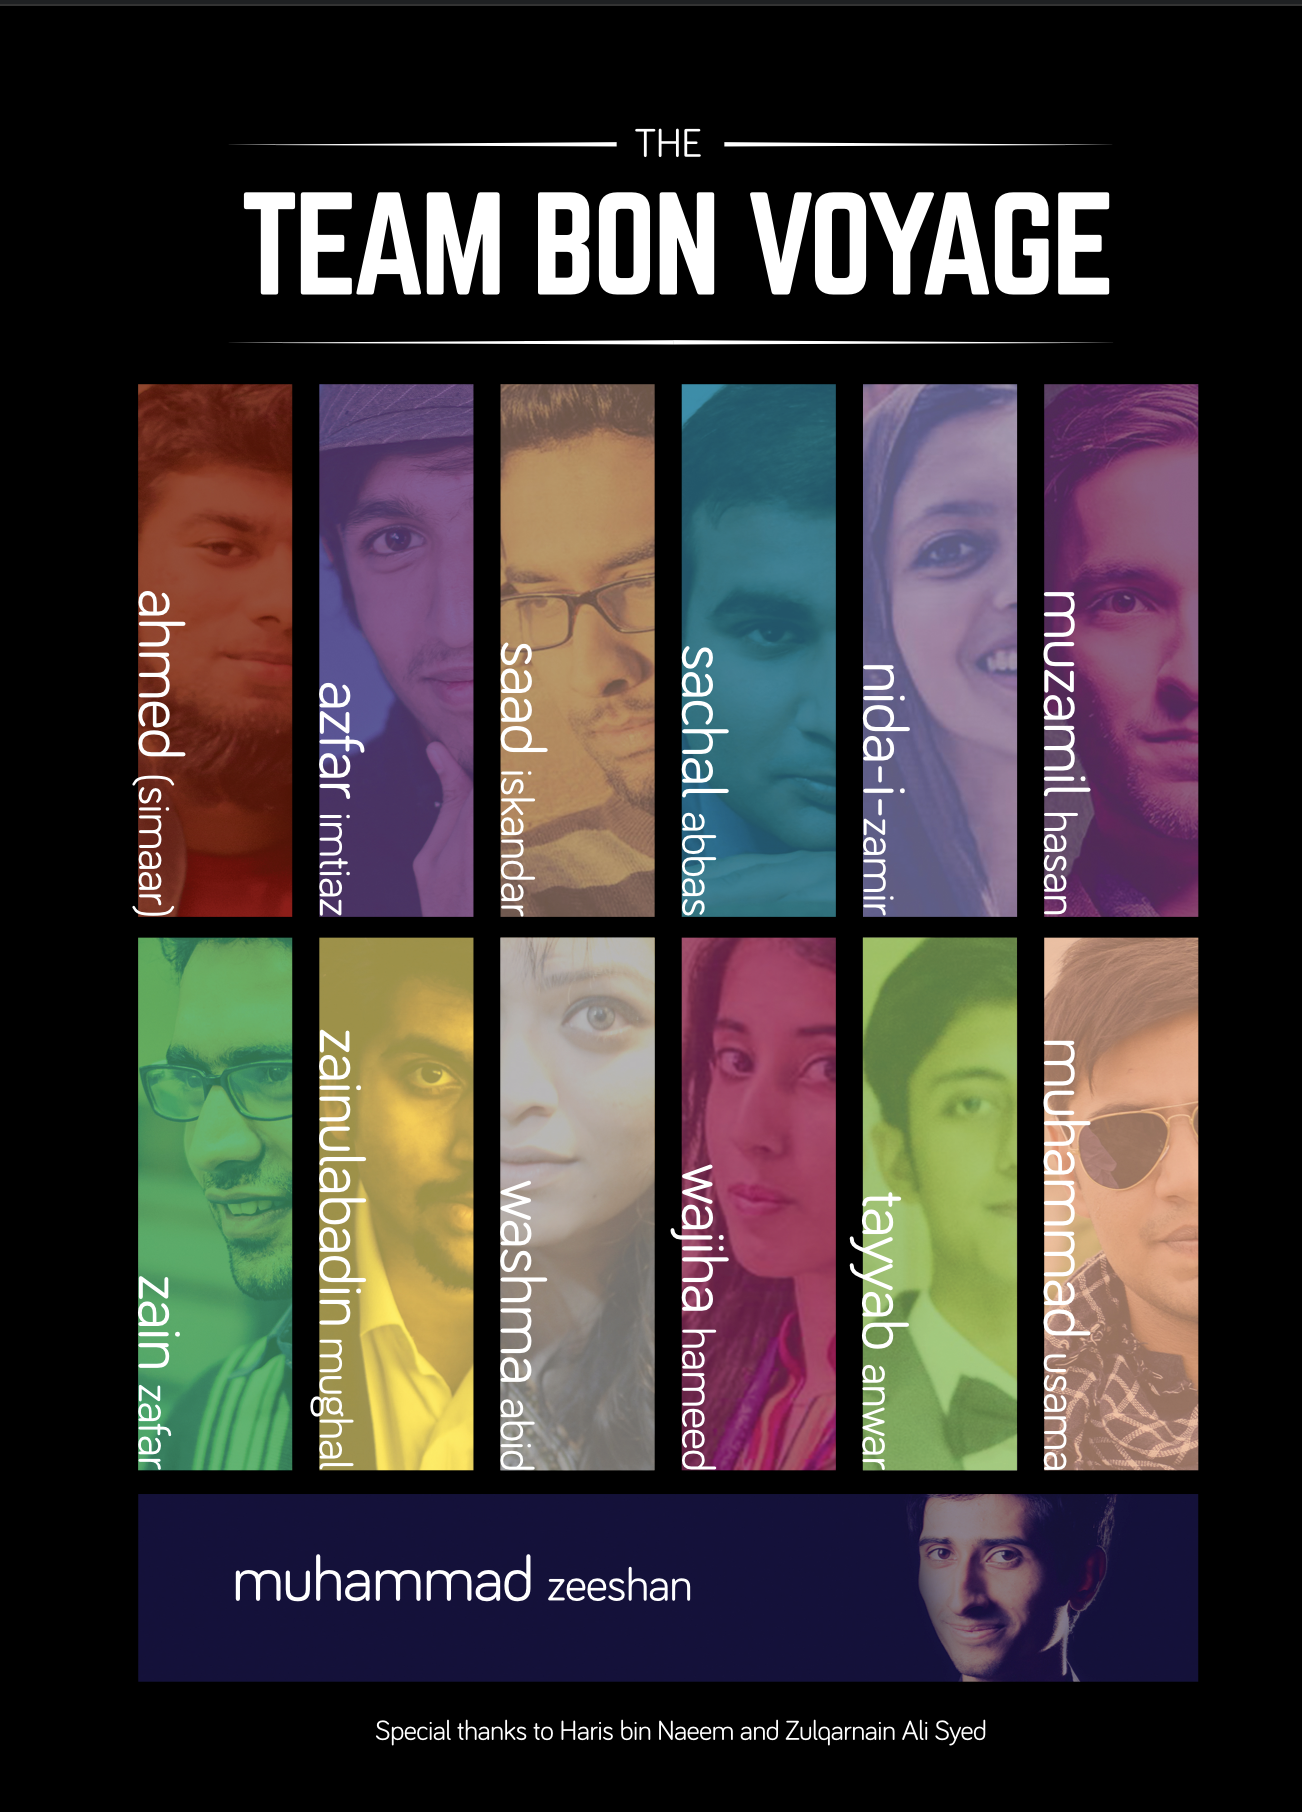 THE
TEAM BON VOYAGE
ahmed (simaar)
azfar imtiaz
saad iskandar
sachal abbas
nida-i-zamir
muzamil hasan
zain zafar
zainulabadin mughal
washma abid
wajiha hameed
tayyab anwar
muhammad usama
muhammad zeeshan
Special thanks to Haris bin Naeem and Zulqarnain Ali Syed